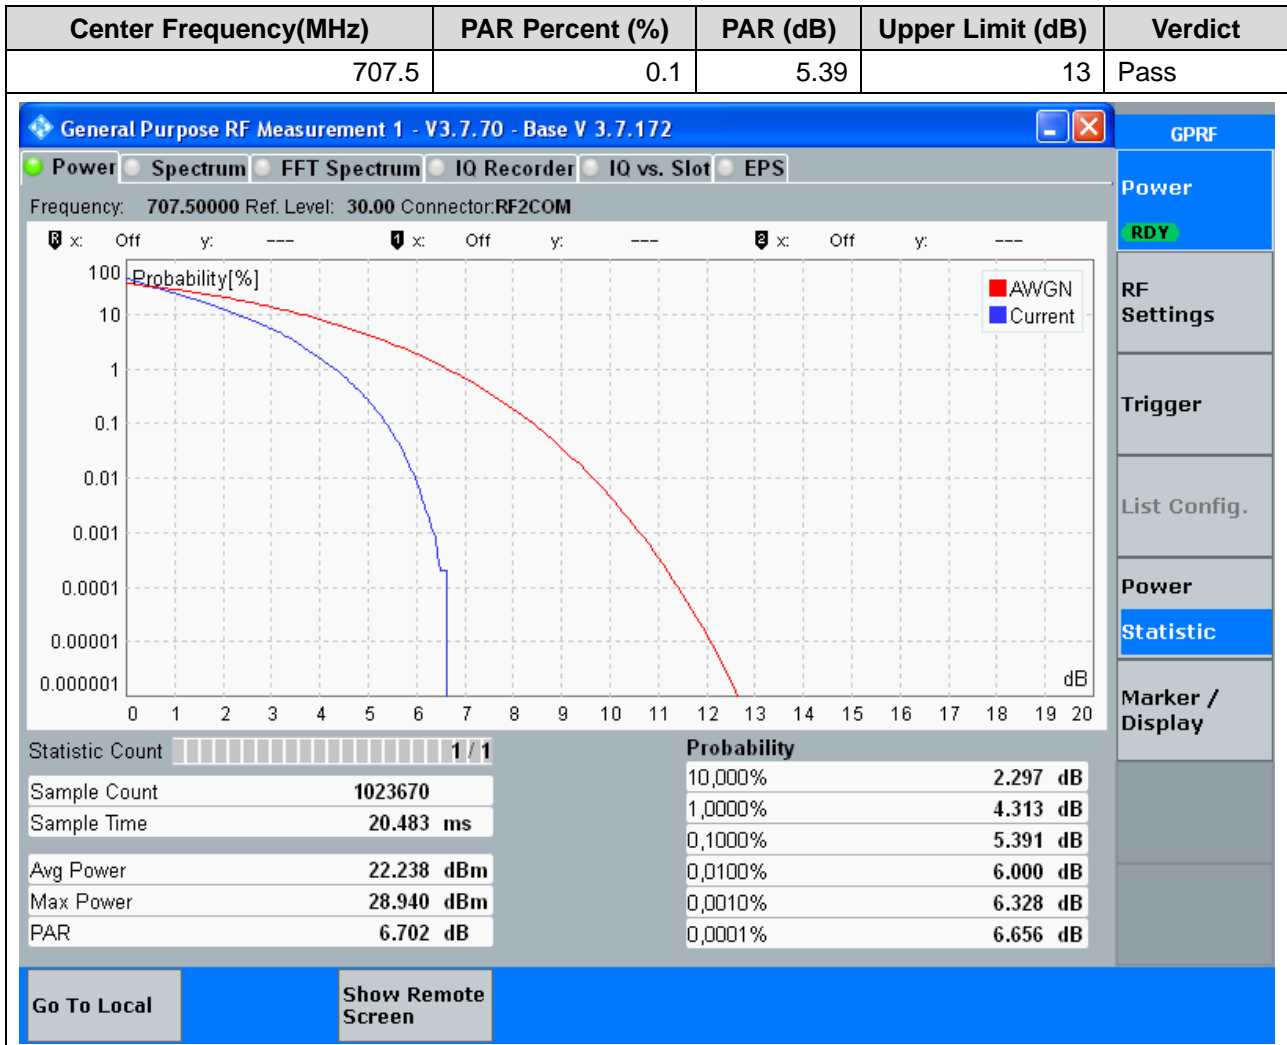 Center Frequency(MHz) PAR Percent (%) PAR (dB) Upper Limit (dB) Verdict
707.5 0.1 5.39 13 Pass
General Purpose RF Measurement 1 - V3.7.70 - Base V 3.7.172
GPRF
Power Spectrum FFT Spectrum IQ Recorder IQ vs. Slot EPS
Power
RDY
Frequency: 707.50000 Ref. Level: 30.00 Connector:RF2COM
R x: Off y: --- 1 x: Off y: --- 2 x: Off y: ---
Probability[%]
100
10
1
0.1
0.01
0.001
0.0001
0.00001
0.000001
AWGN
Current
dB
0 1 2 3 4 5 6 7 8 9 10 11 12 13 14 15 16 17 18 19 20
RF
Settings
Trigger
List Config.
Power
Statistic
Marker /
Display
Statistic Count 1 / 1
Sample Count 1023670
Sample Time 20.483 ms
Avg Power 22.238 dBm
Max Power 28.940 dBm
PAR 6.702 dB
Probability
10,000% 2.297 dB
1,0000% 4.313 dB
0,1000% 5.391 dB
0,0100% 6.000 dB
0,0010% 6.328 dB
0,0001% 6.656 dB
Go To Local
Show Remote
Screen